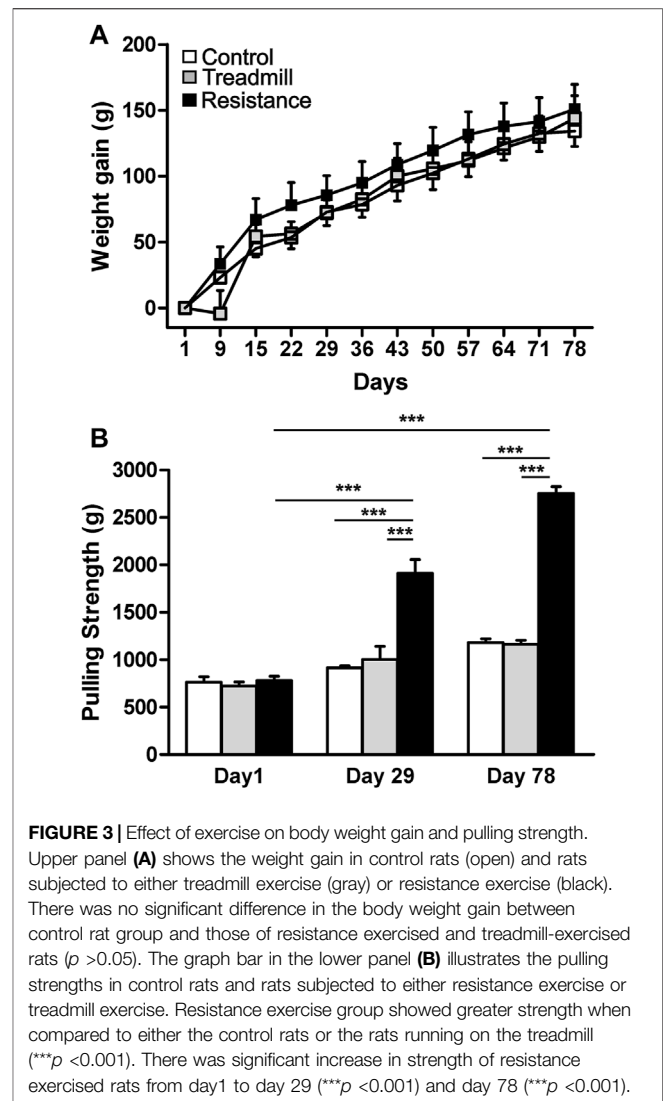 A
200
150
100
50
0
Weight gain (g)
Control
Treadmill
Resistance
1 9 15 22 29 36 43 50 57 64 71 78
Days
B
***
***
***
***
***
***
3000
2500
2000
1500
1000
500
0
Pulling Strength (g)
Day1 Day 29 Day 78
FIGURE 3 | Effect of exercise on body weight gain and pulling strength.
Upper panel (A) shows the weight gain in control rats (open) and rats
subjected to either treadmill exercise (gray) or resistance exercise (black).
There was no significant difference in the body weight gain between
control rat group and those of resistance exercised and treadmill-exercised
rats (p >0.05). The graph bar in the lower panel (B) illustrates the pulling
strengths in control rats and rats subjected to either resistance exercise or
treadmill exercise. Resistance exercise group showed greater strength when
compared to either the control rats or the rats running on the treadmill
(***p <0.001). There was significant increase in strength of resistance
exercised rats from day1 to day 29 (***p <0.001) and day 78 (***p <0.001).